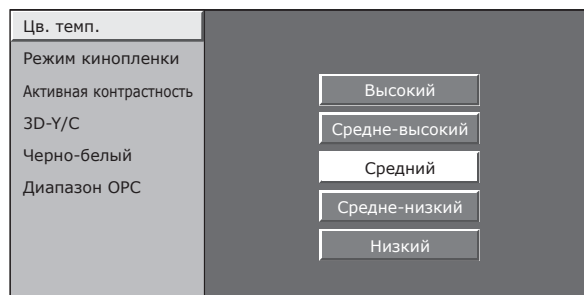 Цв. темп.
Режим кинопленки
Активная контрастность
3D-Y/C
Черно-белый
Диапазон OPC
Высокий
Средне-высокий
Средний
Средне-низкий
Низкий